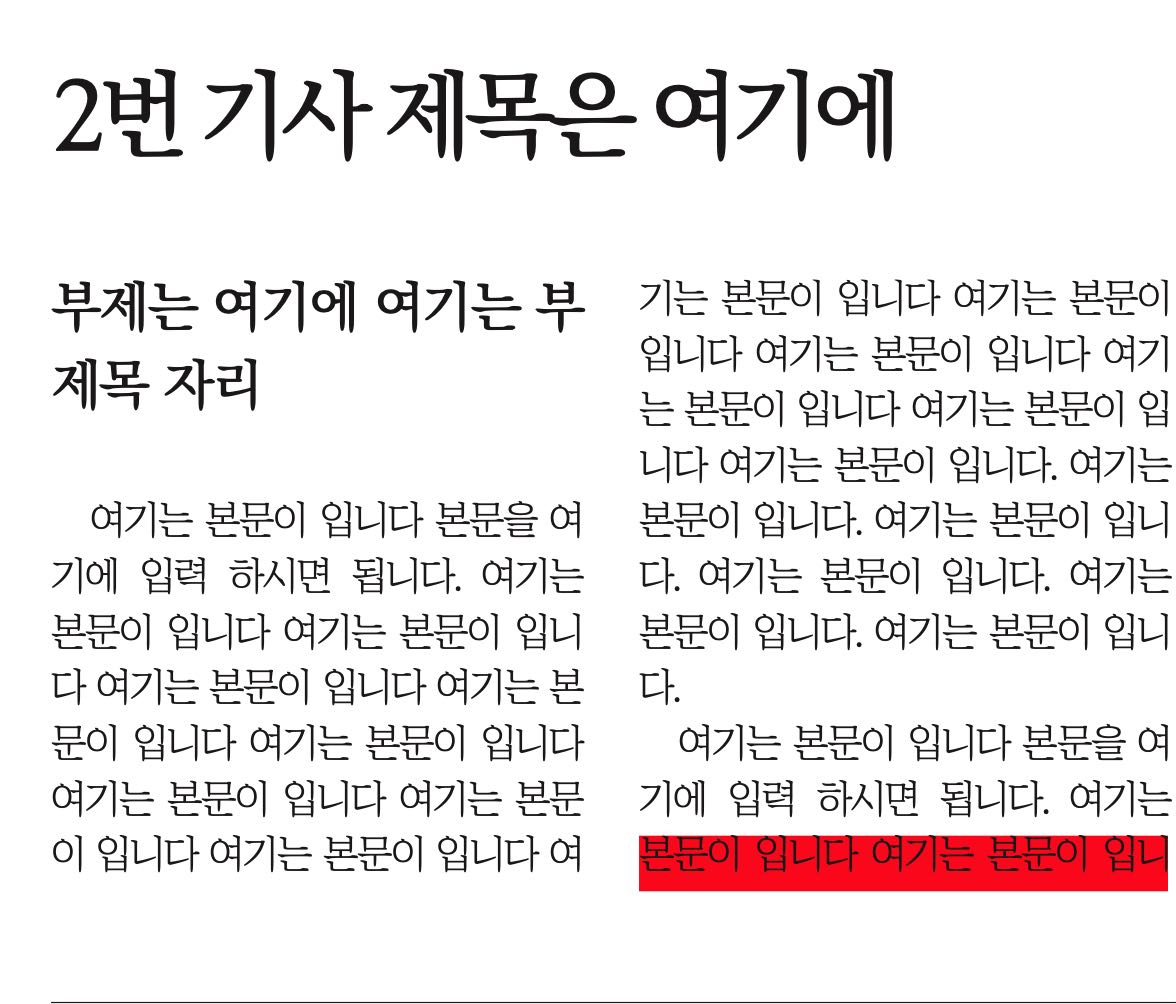 2번 기사 제목은 여기에
부제는 여기에 여기는 부
제목 자리
여기는 본문이 입니다 본문을 여
기에 입력 하시면 됩니다. 여기는
본문이 입니다 여기는 본문이 입니
다 여기는 본문이 입니다 여기는 본
문이 입니다 여기는 본문이 입니다
여기는 본문이 입니다 여기는 본문
이 입니다 여기는 본문이 입니다 여
기는 본문이 입니다 여기는 본문이
입니다 여기는 본문이 입니다 여기
는 본문이 입니다 여기는 본문이 입
니다 여기는 본문이 입니다. 여기는
본문이 입니다. 여기는 본문이 입니
다. 여기는 본문이 입니다. 여기는
본문이 입니다. 여기는 본문이 입니
다.
여기는 본문이 입니다 본문을 여
기에 입력 하시면 됩니다. 여기는
본문이 입니다 여기는 본문이 입니